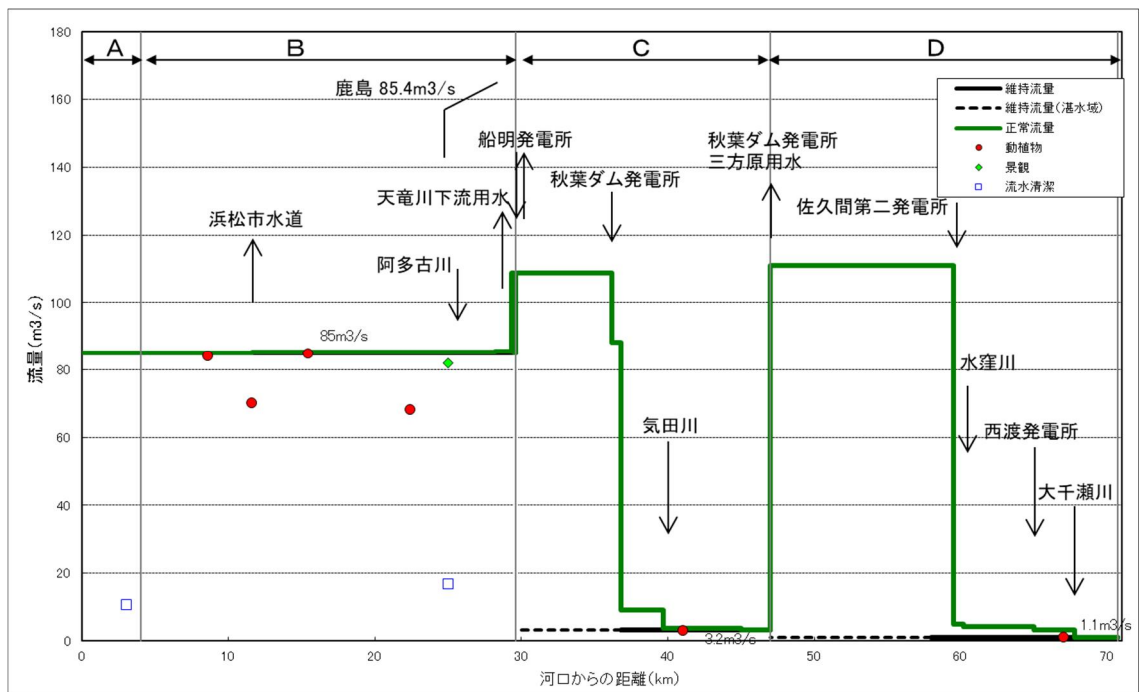 180
160
140
120
100
80
60
40
20
0
流量(m3/s)
A
B
C
D
鹿島 85.4m3/s
船明発電所
秋葉ダム発電所
三方原用水
秋葉ダム発電所
天竜川下流用水
佐久間第二発電所
浜松市水道
阿多古川
85m3/s
水窪川
気田川
西渡発電所
大千瀬川
3.2m3/s
1.1m3/s
維持流量
維持流量(湛水域)
正常流量
動植物
景観
流水清潔
0
10
20
30
40
50
60
70
河口からの距離(km)